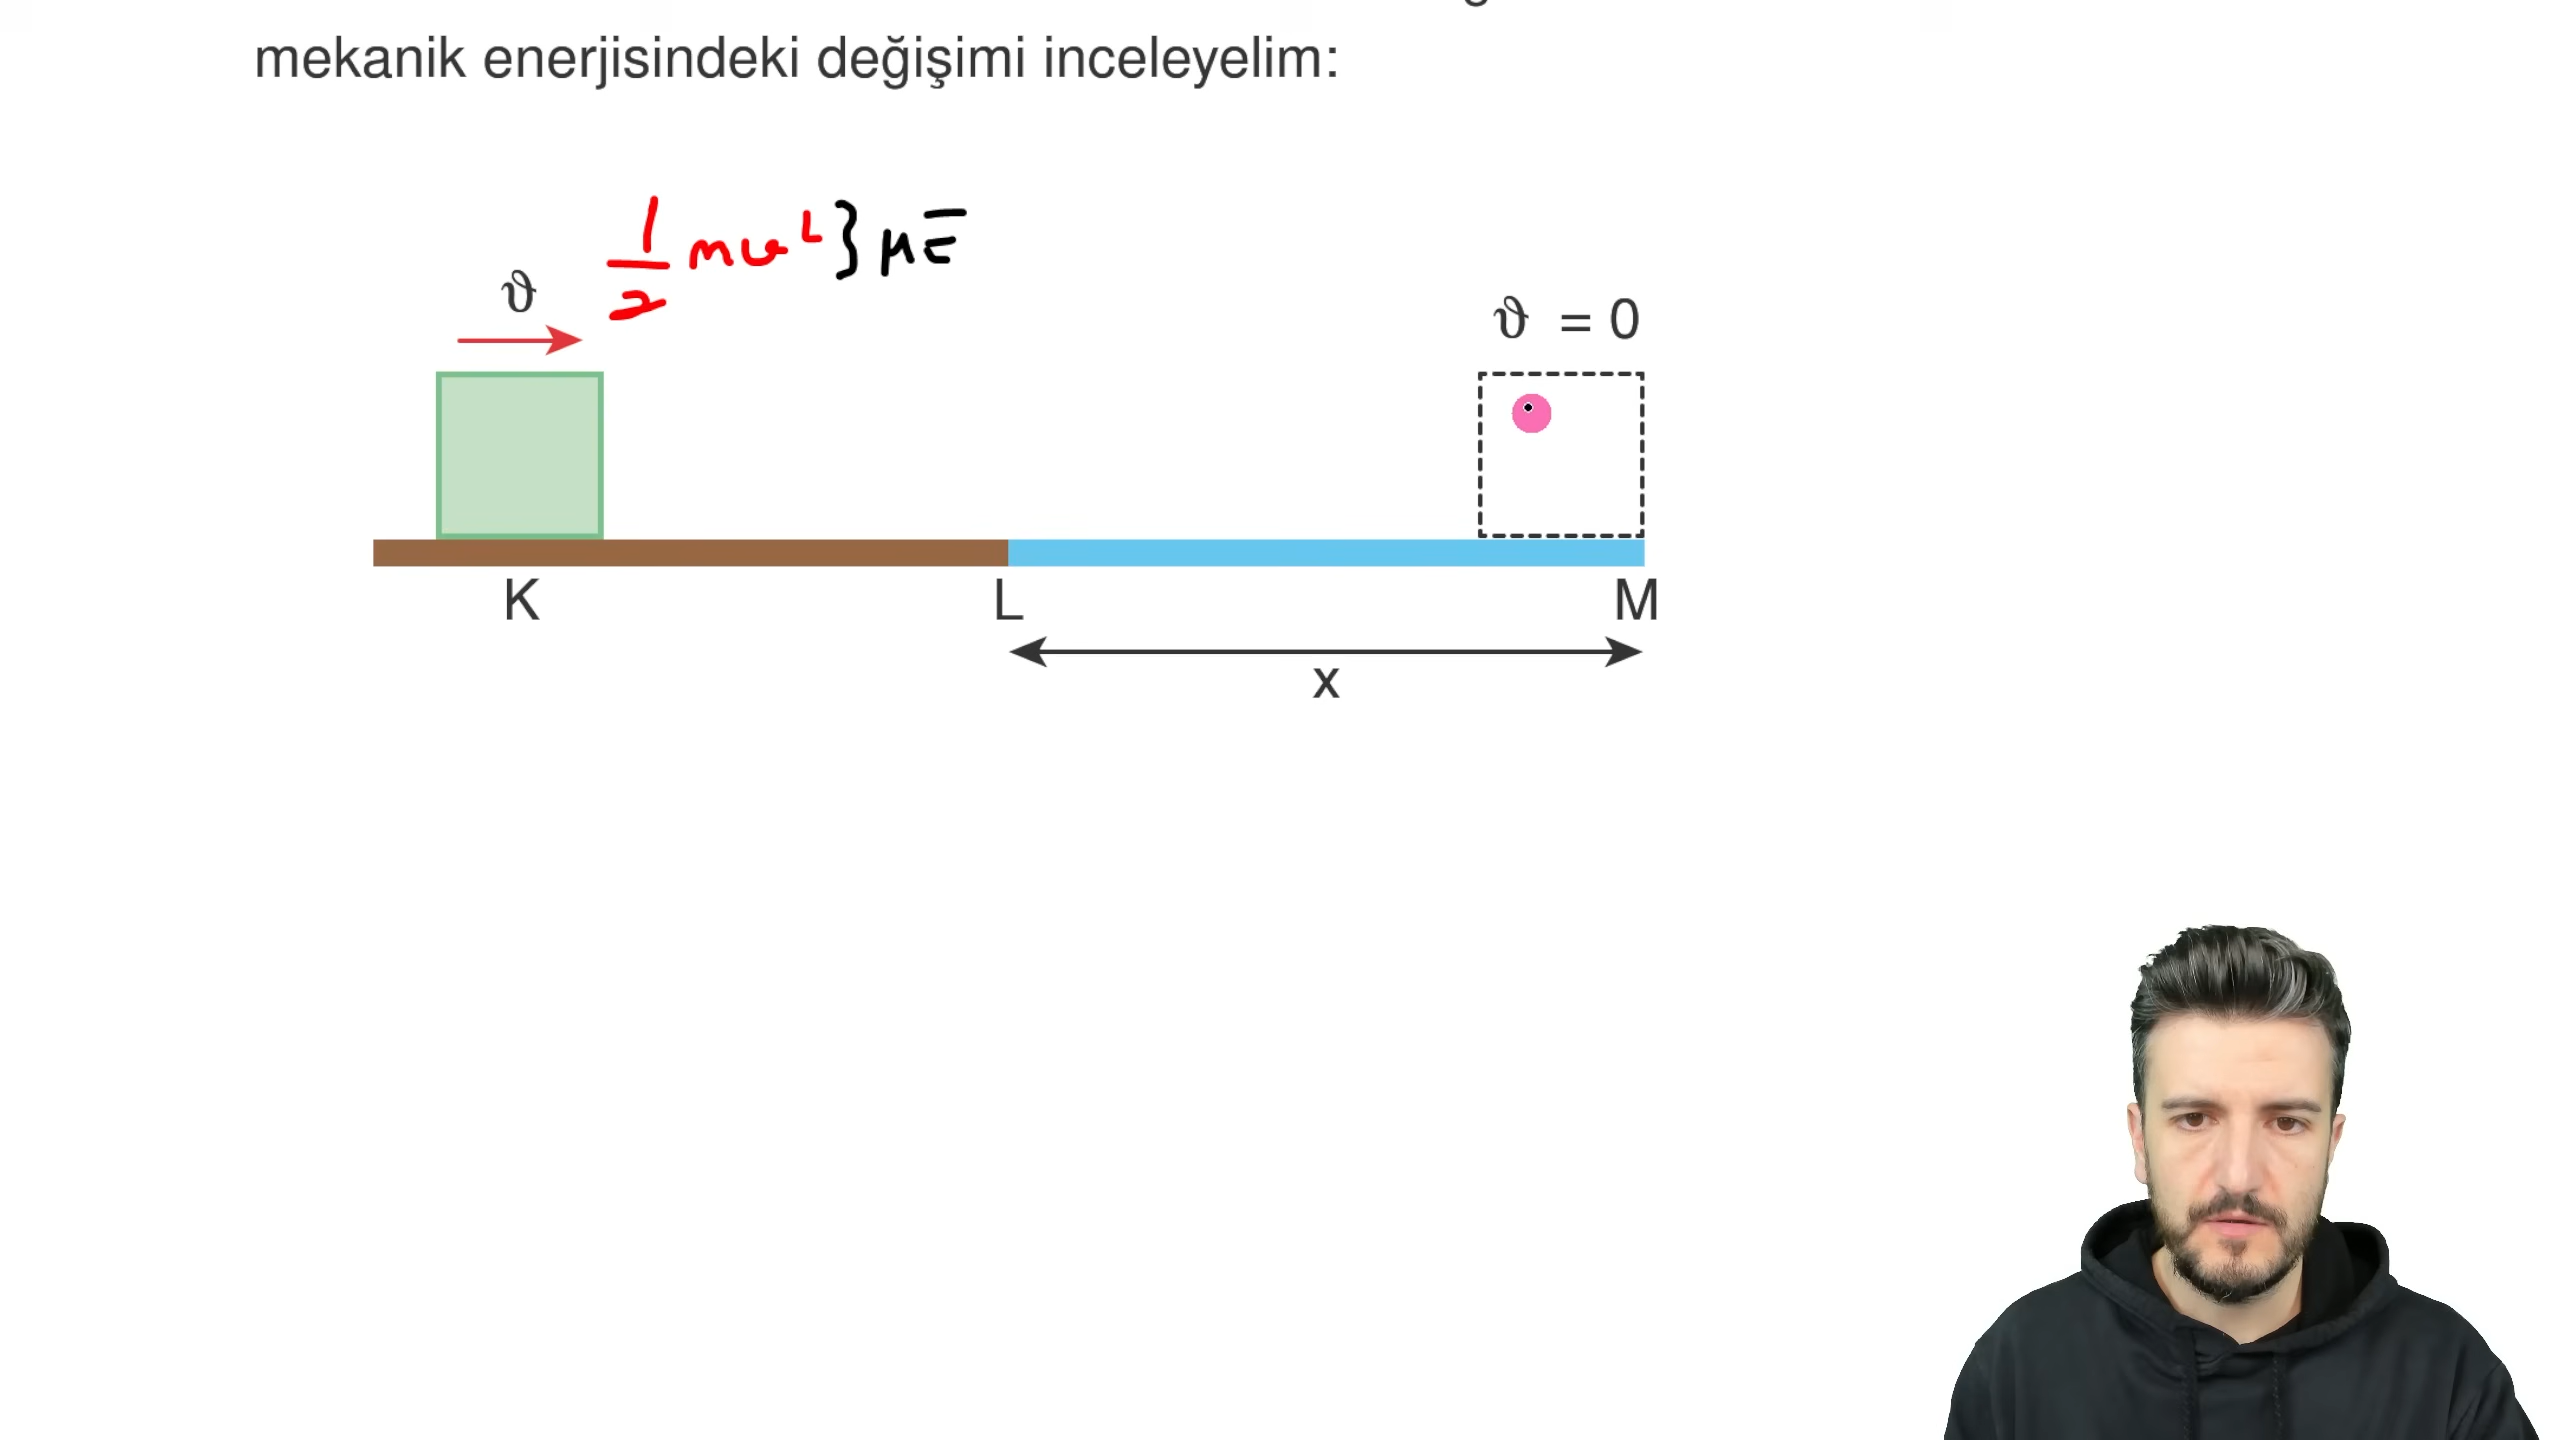 mekanik enerjisindeki değişimi inceleyelim:
1/2 mv² } ME
ϑ
ϑ = 0
K L M
x